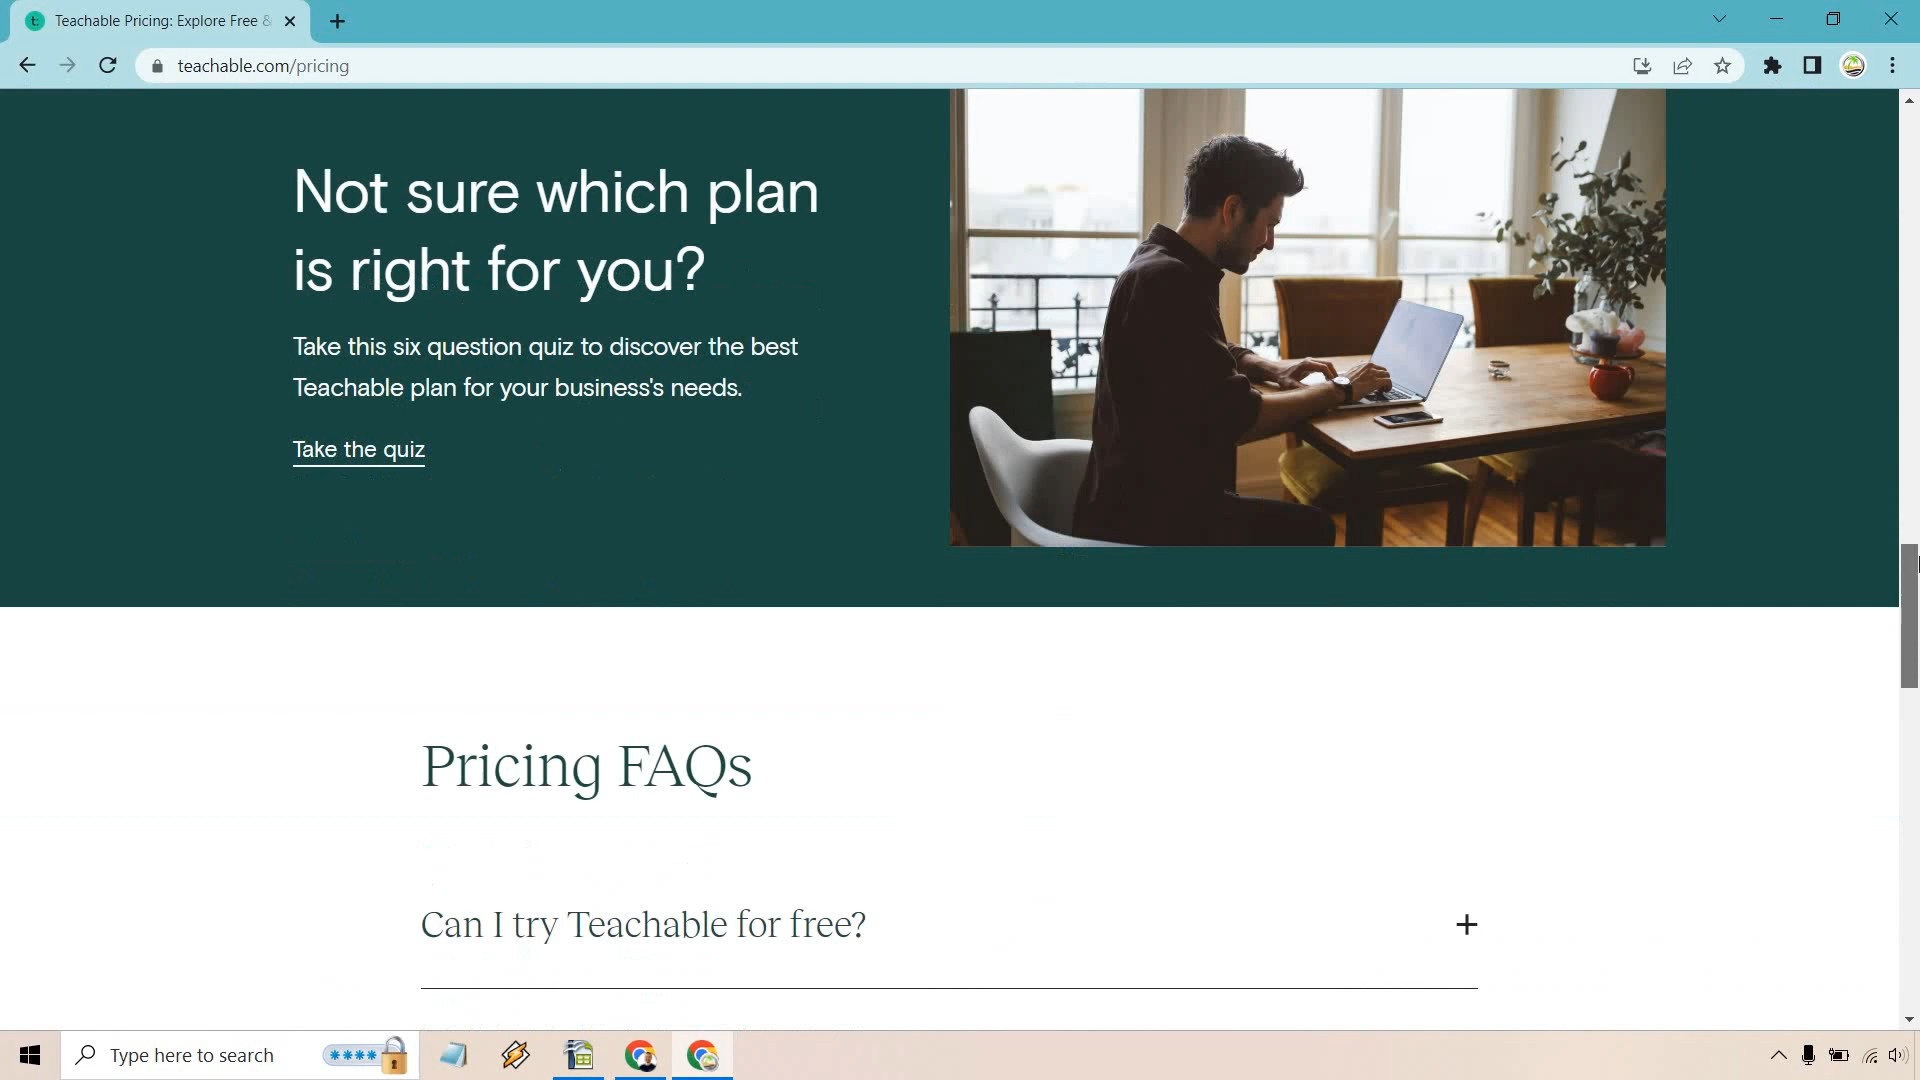 Teachable Pricing: Explore Free &
teachable.com/pricing
Not sure which plan
is right for you?
Take this six question quiz to discover the best
Teachable plan for your business's needs.
Take the quiz
Pricing FAQs
Can I try Teachable for free?
Type here to search